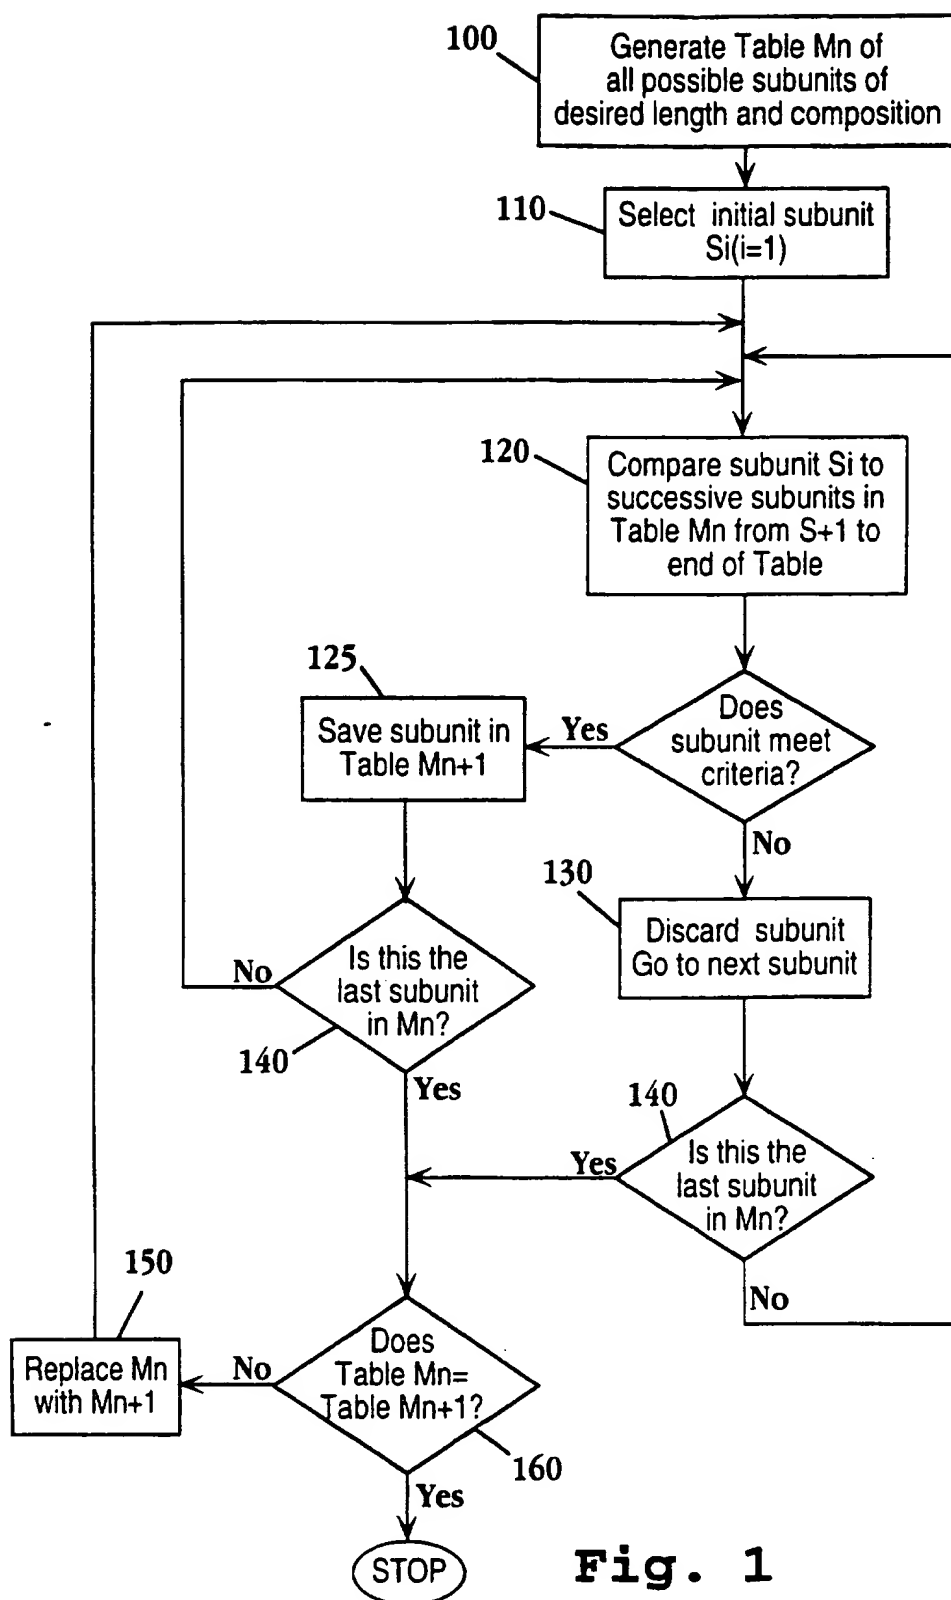 100
Generate Table Mn of
all possible subunits of
desired length and composition
110
Select initial subunit
Si(i=1)
120
Compare subunit Si to
successive subunits in
Table Mn from S+1 to
end of Table
125
Save subunit in
Table Mn+1
Yes
Does
subunit meet
criteria?
No
130
Discard subunit
Go to next subunit
No
Is this the
last subunit
in Mn?
140
Yes
140
Yes
Is this the
last subunit
in Mn?
No
150
Replace Mn
with Mn+1
No
Does
Table Mn=
Table Mn+1?
160
Yes
STOP
Fig. 1